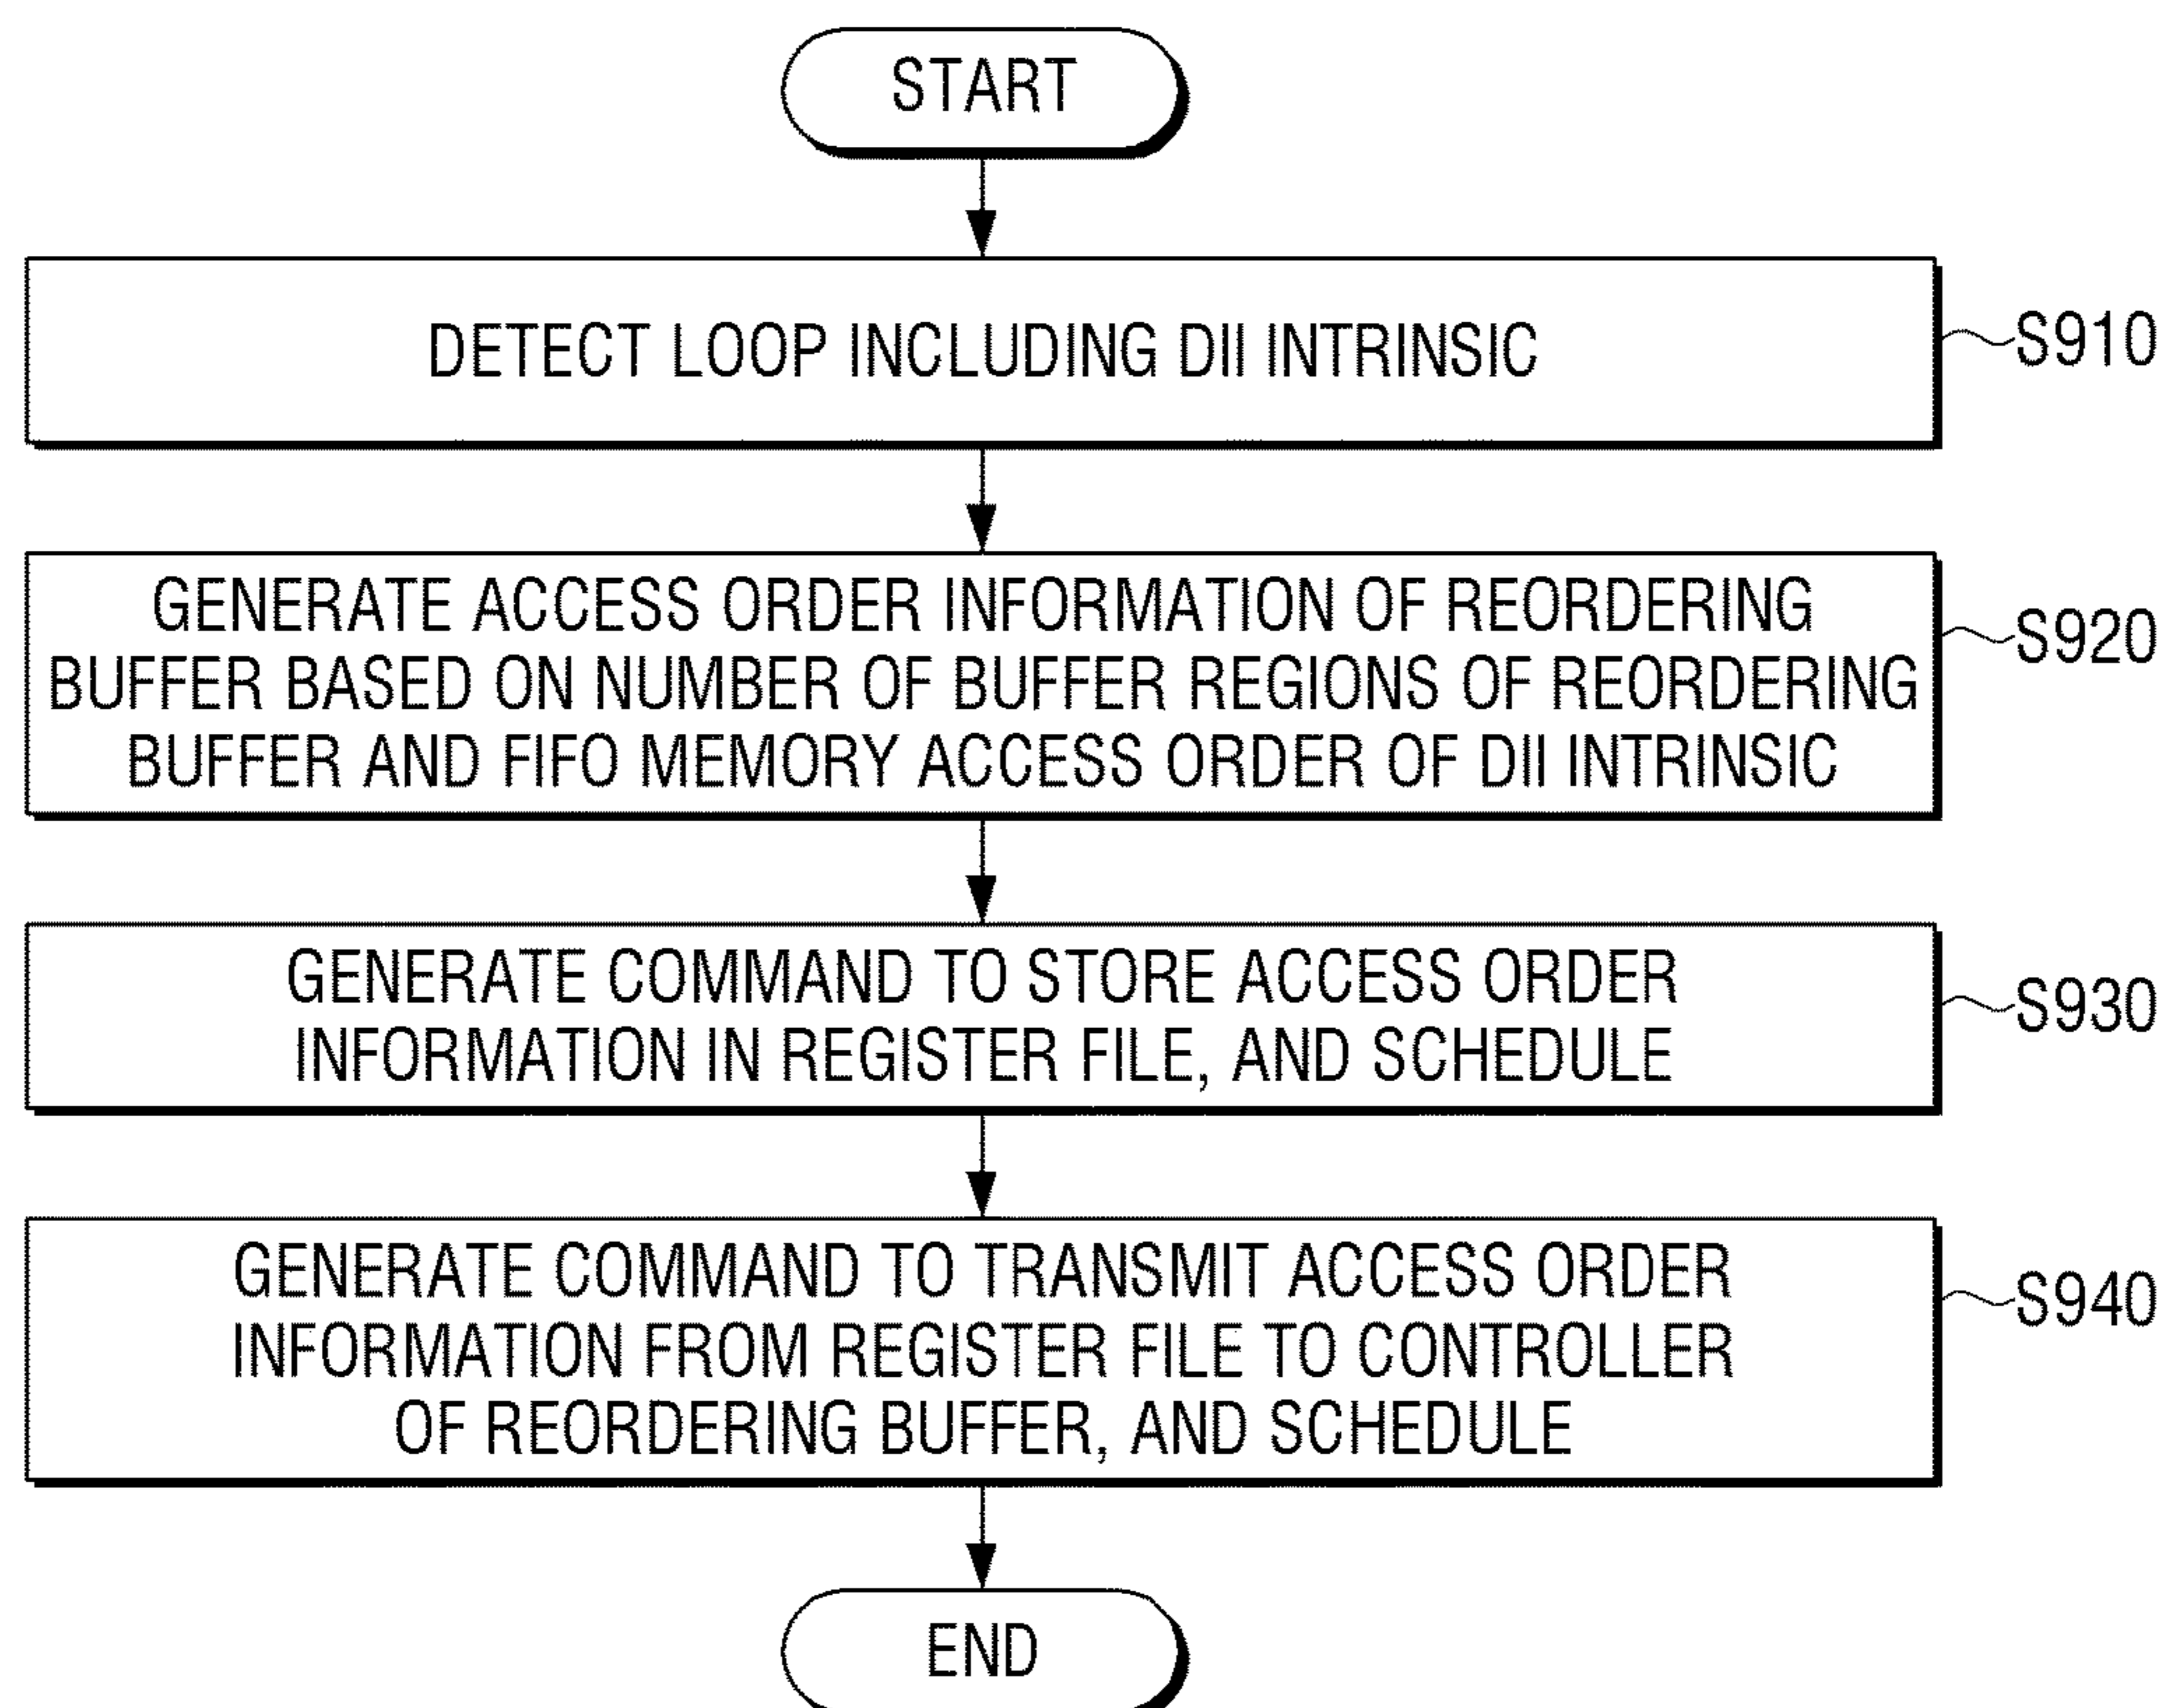 START
DETECT LOOP INCLUDING DII INTRINSIC
S910
GENERATE ACCESS ORDER INFORMATION OF REORDERING
BUFFER BASED ON NUMBER OF BUFFER REGIONS OF REORDERING
BUFFER AND FIFO MEMORY ACCESS ORDER OF DII INTRINSIC
S920
GENERATE COMMAND TO STORE ACCESS ORDER
INFORMATION IN REGISTER FILE, AND SCHEDULE
S930
GENERATE COMMAND TO TRANSMIT ACCESS ORDER
INFORMATION FROM REGISTER FILE TO CONTROLLER
OF REORDERING BUFFER, AND SCHEDULE
S940
END